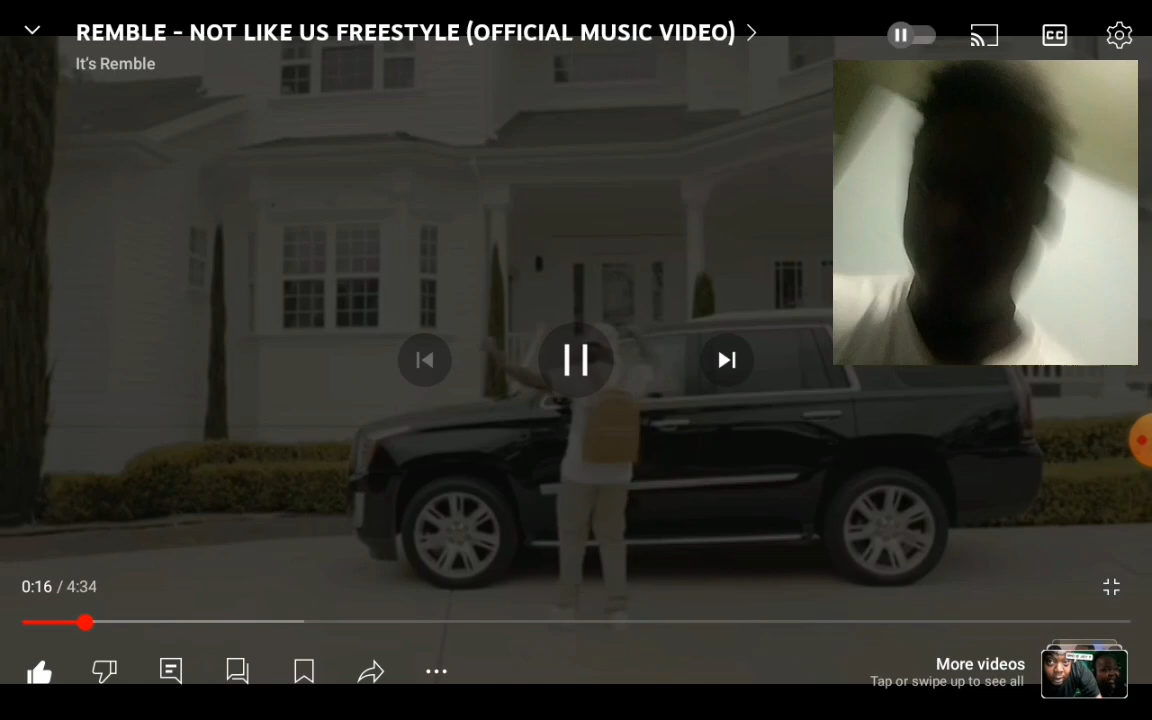 REMBLE - NOT LIKE US FREESTYLE (OFFICIAL MUSIC VIDEO)
It's Remble
CC
0:16 / 4:34
More videos
Tap or swipe up to see all